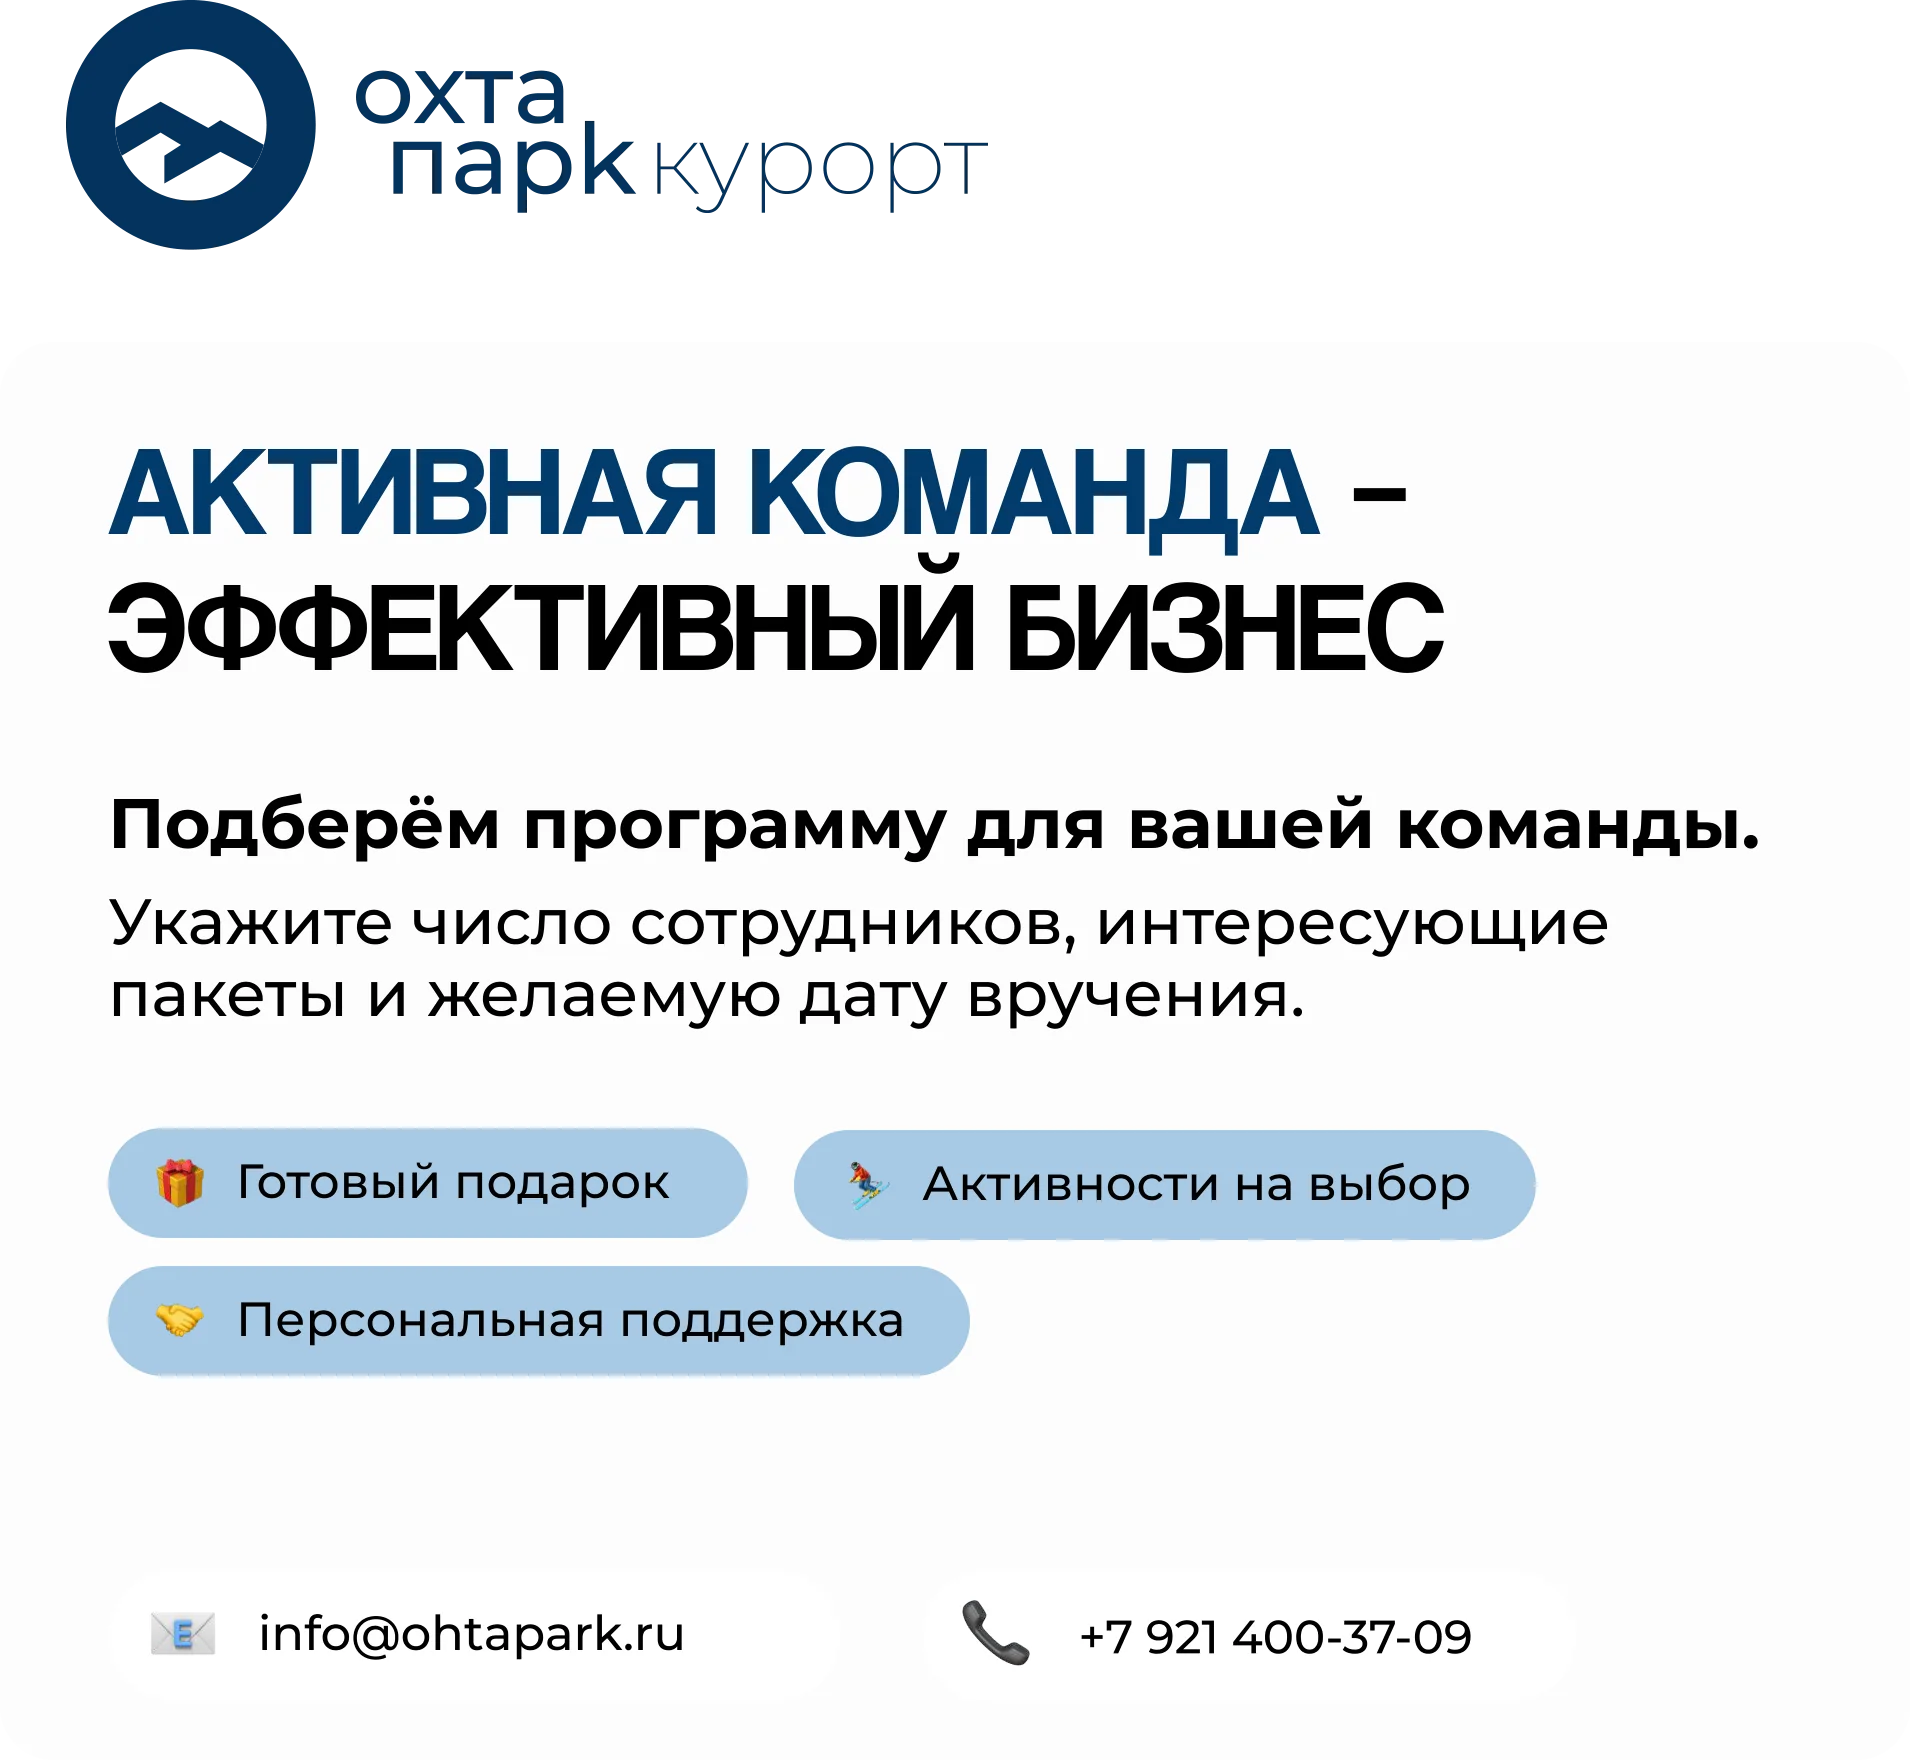 охта
парк курорт
АКТИВНАЯ КОМАНДА –
ЭФФЕКТИВНЫЙ БИЗНЕС
Подберём программу для вашей команды.
Укажите число сотрудников, интересующие
пакеты и желаемую дату вручения.
Готовый подарок
Активности на выбор
Персональная поддержка
info@ohtapark.ru
+7 921 400-37-09